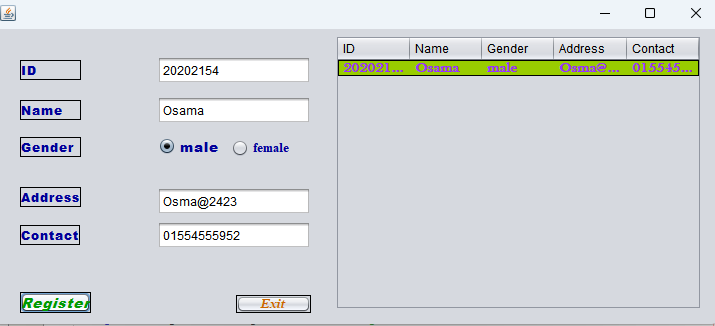 ID
20202154
Name
Osama
Gender
male
female
Address
Osma@2423
Contact
01554555952
Register
Exit
ID Name Gender Address Contact
202021... Osama male Osma@... 015545...